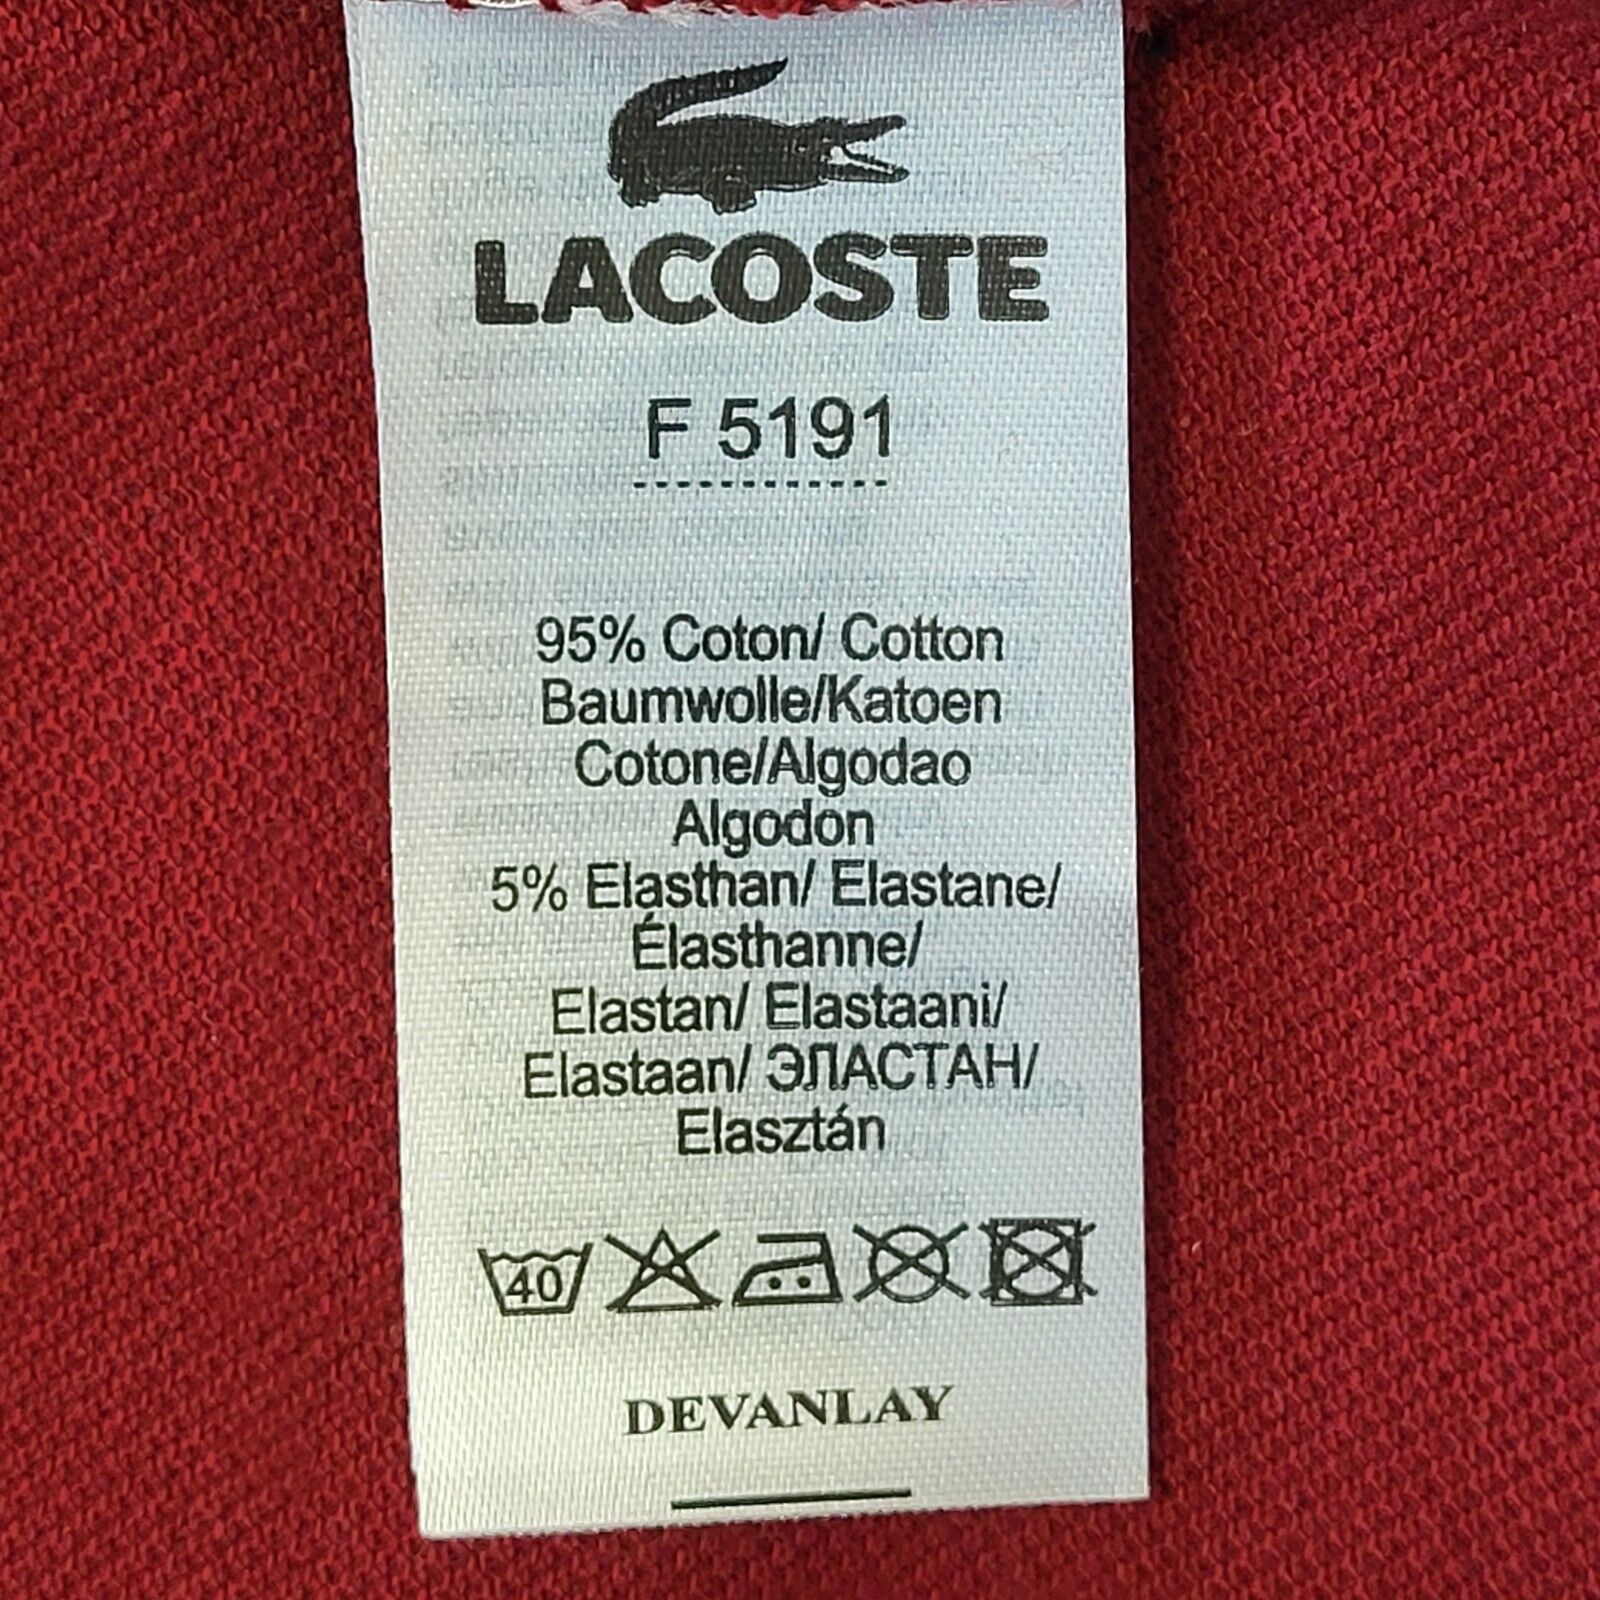 LACOSTE
F 5191
95% Coton/ Cotton
Baumwolle/Katoen
Cotone/Algodao
Algodon
5% Elasthan/ Elastane/
Élasthanne/
Elastan/ Elastaani/
Elastaan/ ЭЛАСТАН/
Elasztán
40
DEVANLAY